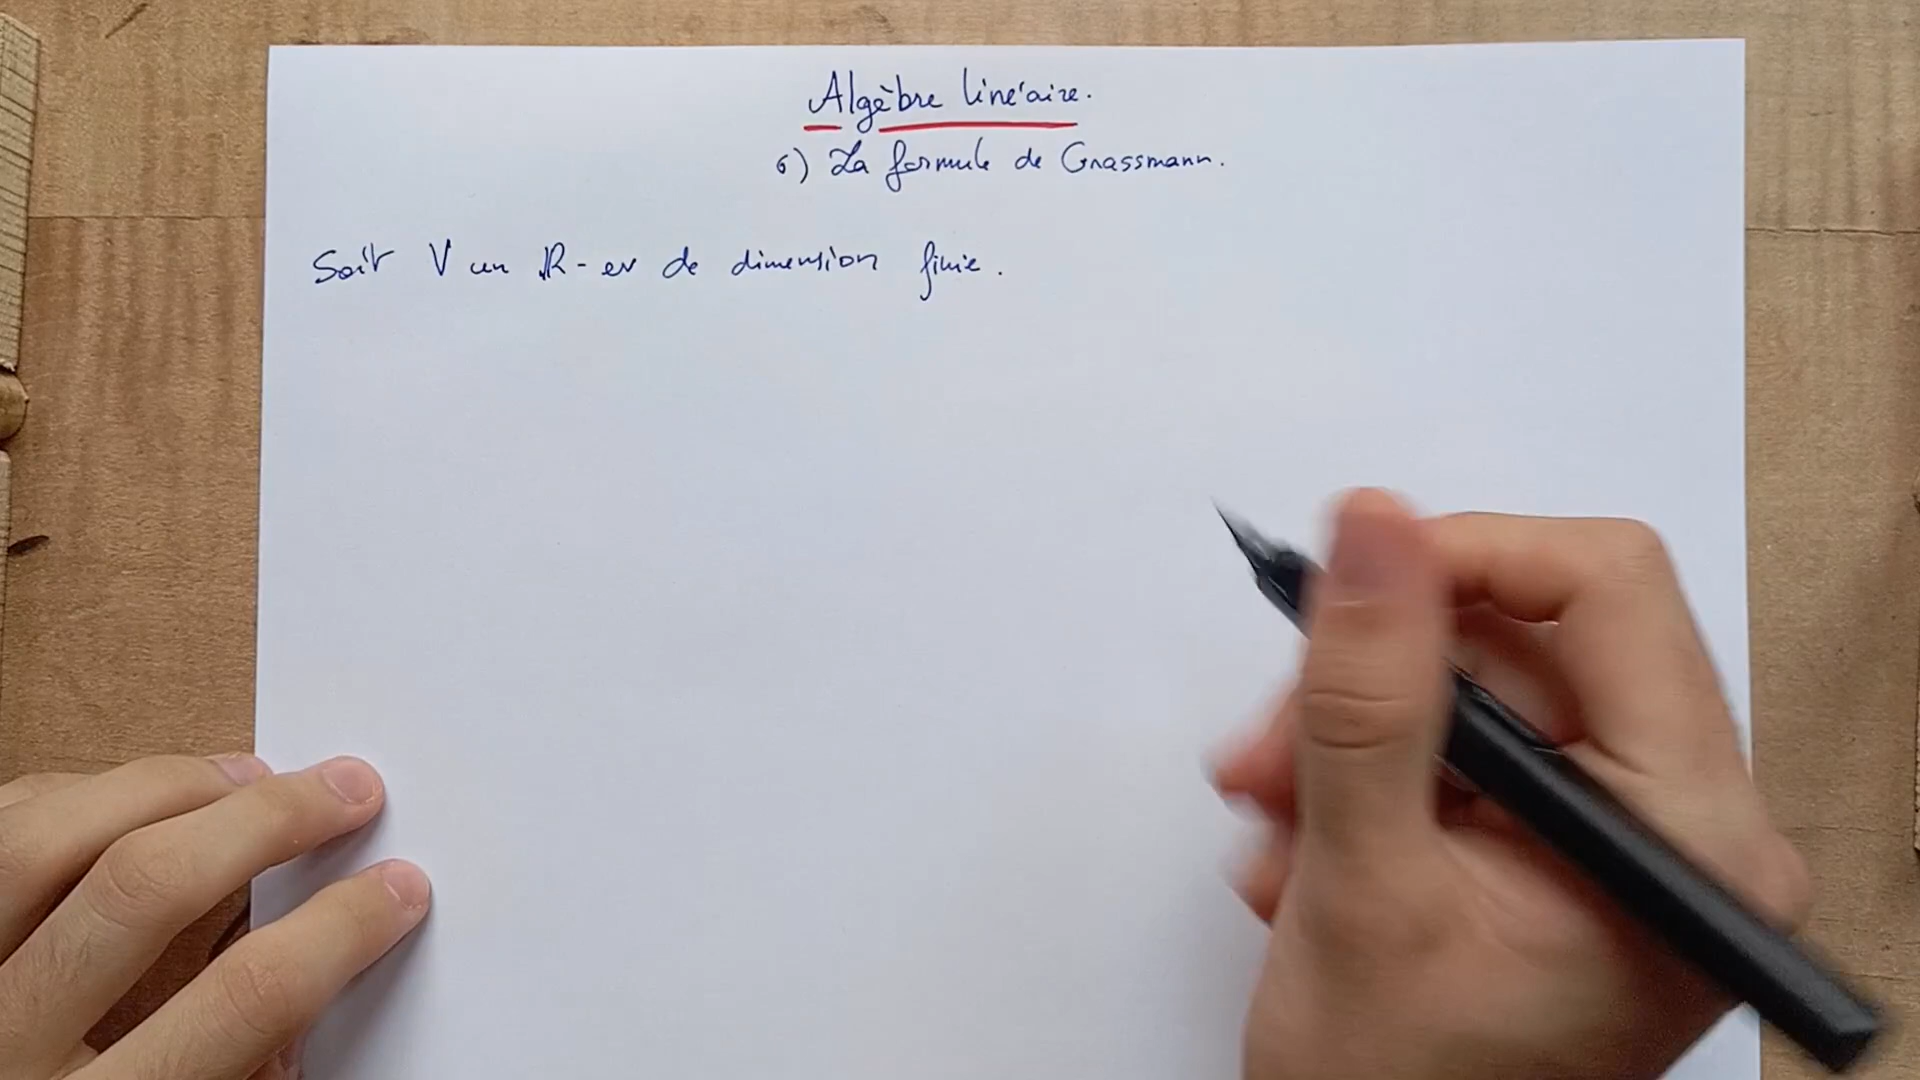 Algèbre linéaire.
6) La formule de Grassmann.
Soit V un ℝ-ev de dimension finie.